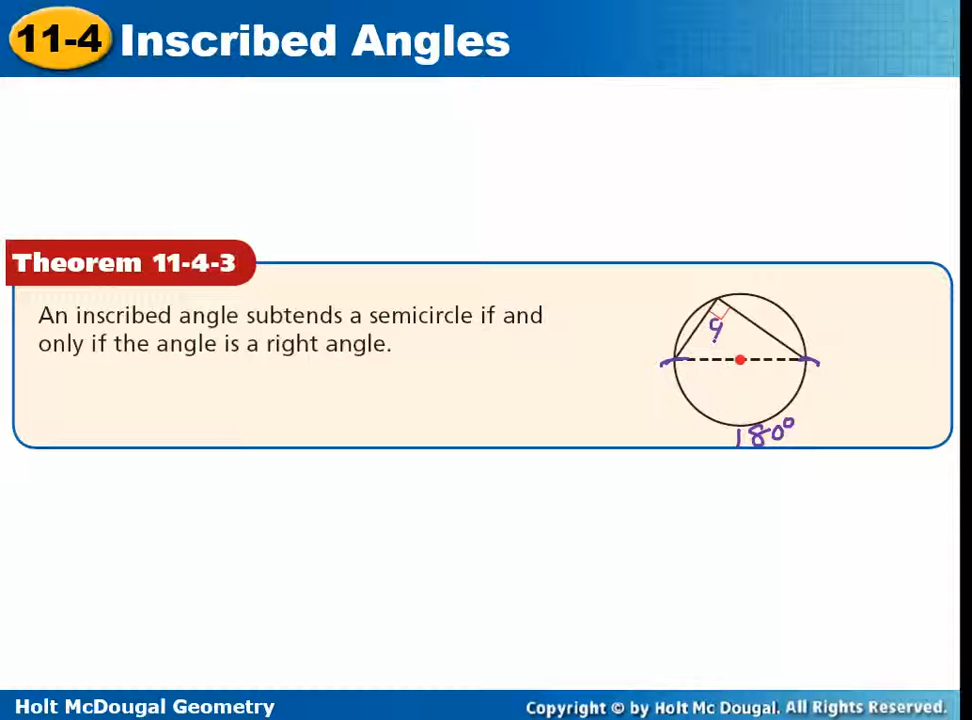 11-4 Inscribed Angles
Theorem 11-4-3
An inscribed angle subtends a semicircle if and
only if the angle is a right angle.
9
180°
Holt McDougal Geometry
Copyright © by Holt Mc Dougal. All Rights Reserved.